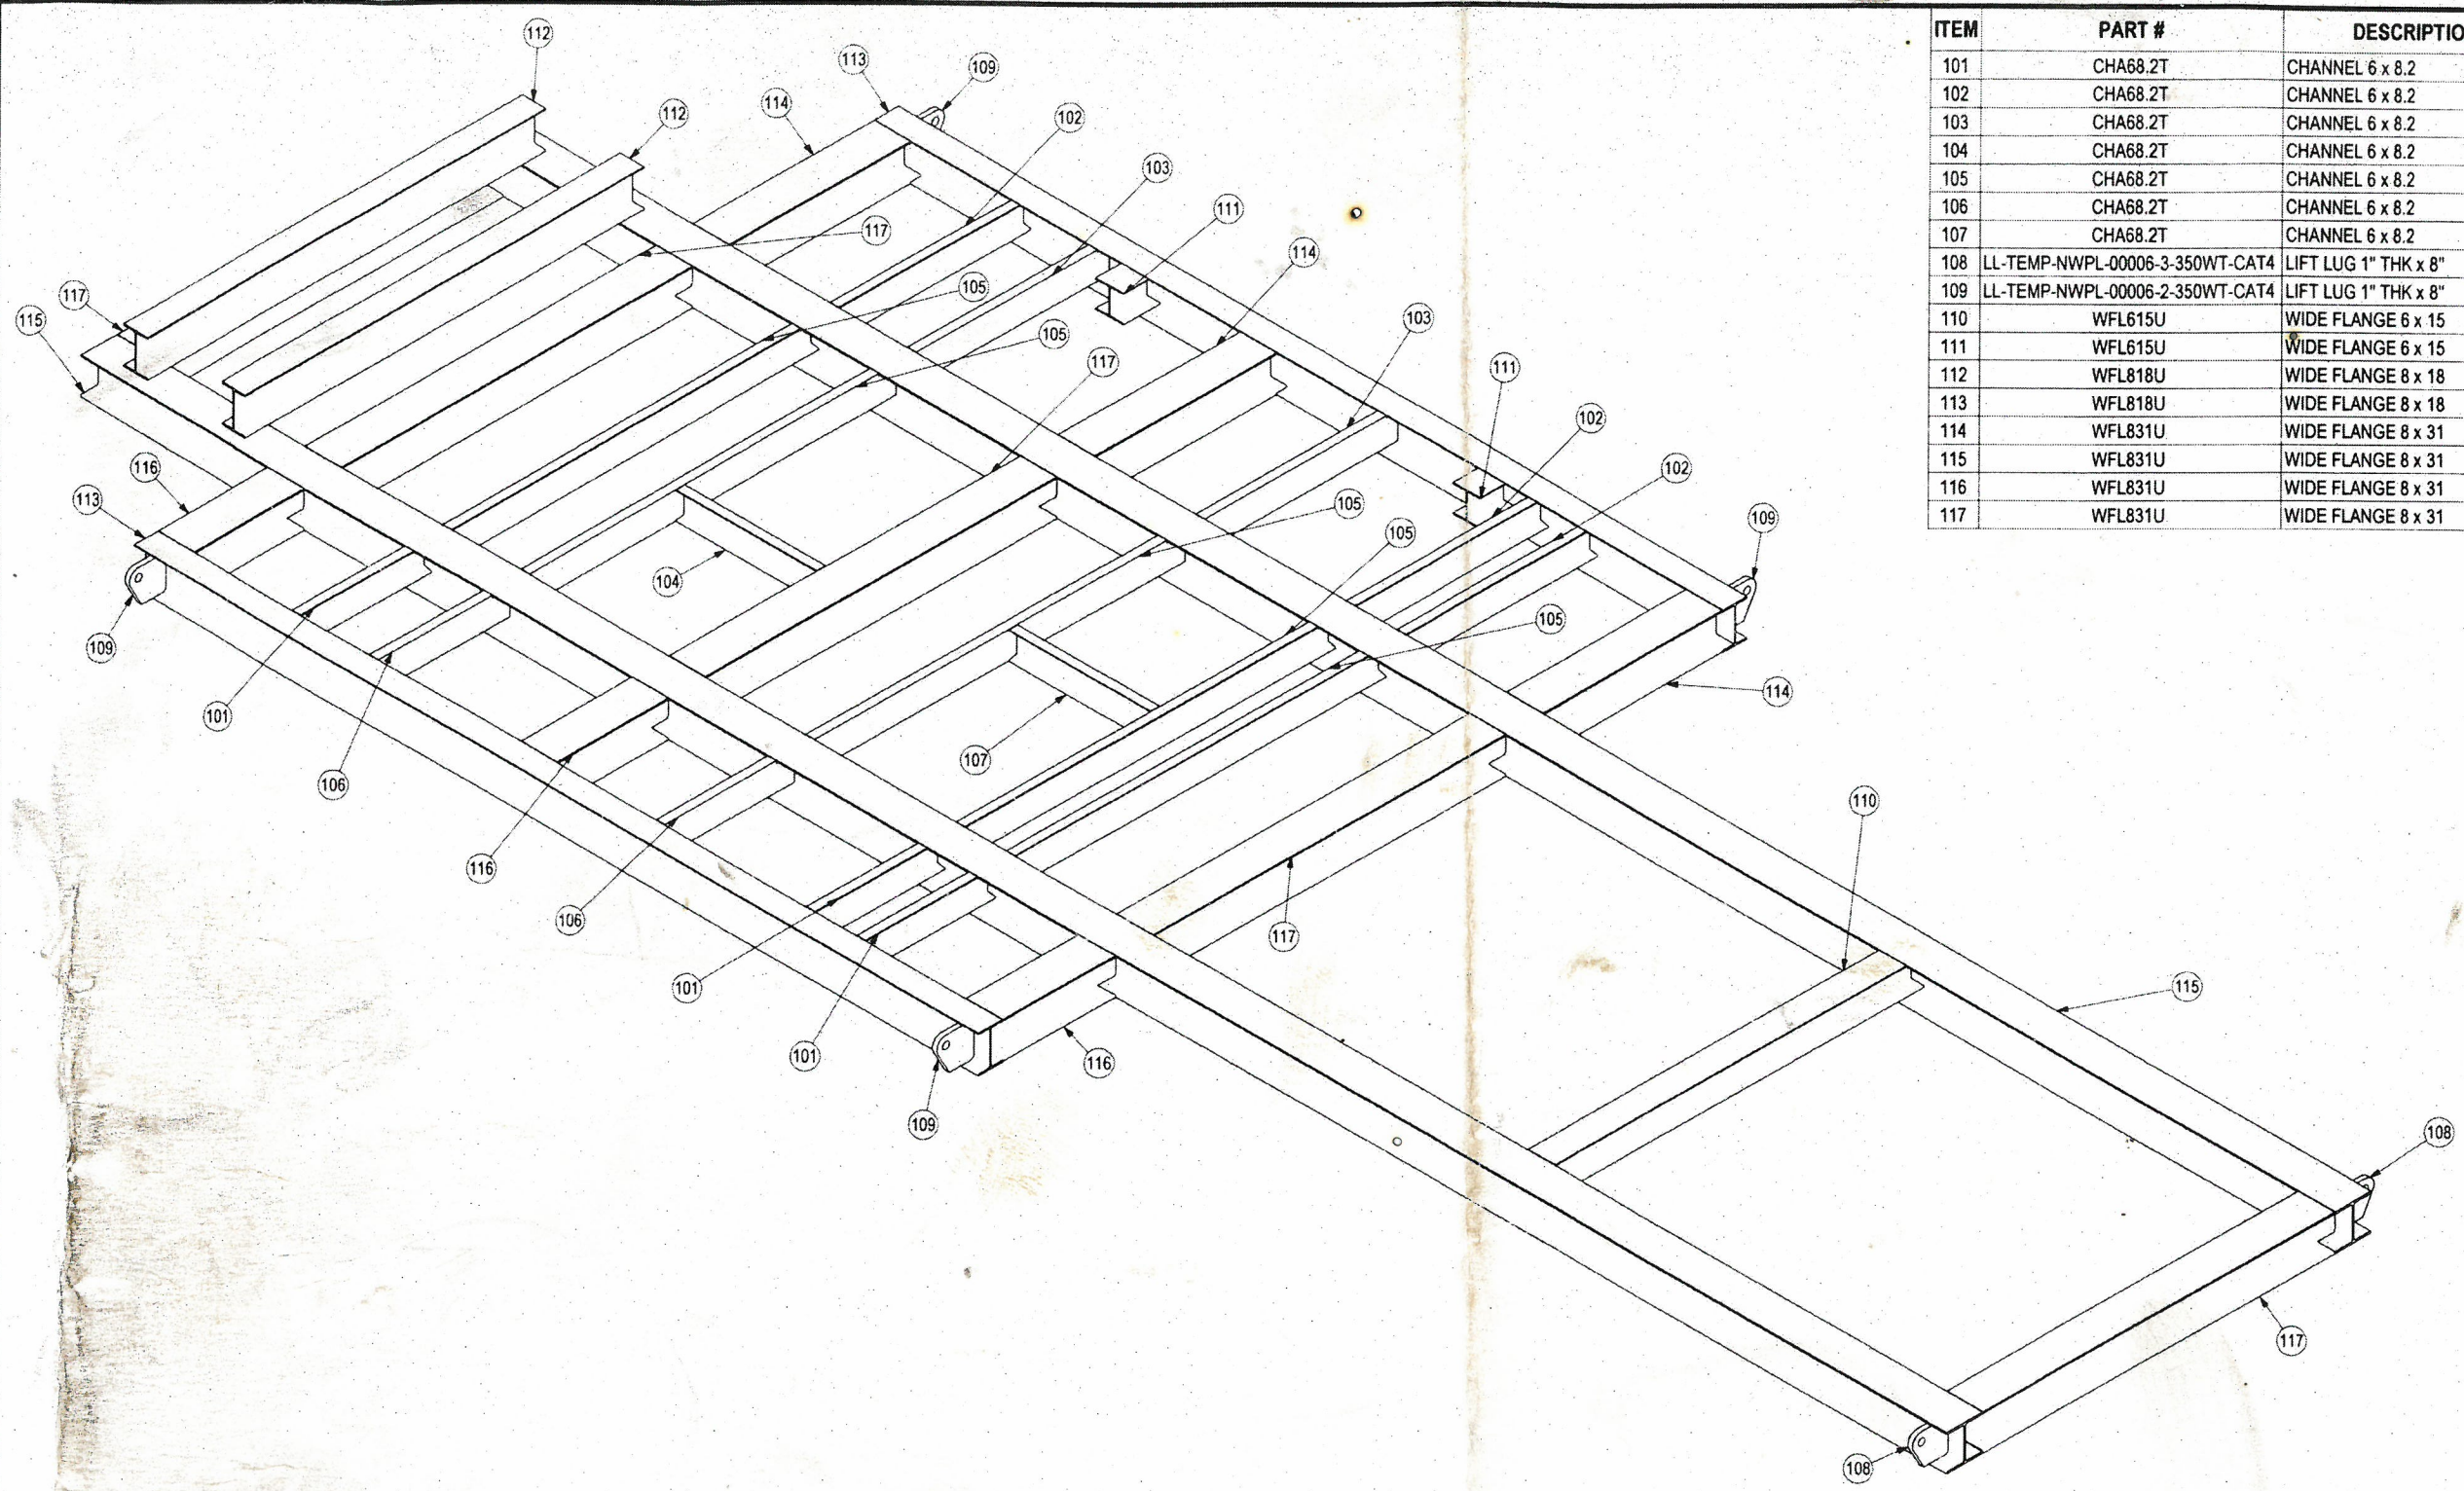 ITEM PART # DESCRIPTIO
101 CHA68.2T CHANNEL 6 x 8.2
102 CHA68.2T CHANNEL 6 x 8.2
103 CHA68.2T CHANNEL 6 x 8.2
104 CHA68.2T CHANNEL 6 x 8.2
105 CHA68.2T CHANNEL 6 x 8.2
106 CHA68.2T CHANNEL 6 x 8.2
107 CHA68.2T CHANNEL 6 x 8.2
108 LL-TEMP-NWPL-00006-3-350WT-CAT4 LIFT LUG 1" THK x 8"
109 LL-TEMP-NWPL-00006-2-350WT-CAT4 LIFT LUG 1" THK x 8"
110 WFL615U WIDE FLANGE 6 x 15
111 WFL615U WIDE FLANGE 6 x 15
112 WFL818U WIDE FLANGE 8 x 18
113 WFL818U WIDE FLANGE 8 x 18
114 WFL831U WIDE FLANGE 8 x 31
115 WFL831U WIDE FLANGE 8 x 31
116 WFL831U WIDE FLANGE 8 x 31
117 WFL831U WIDE FLANGE 8 x 31
112
113
109
114
112
102
103
111
117
114
105
117
115
103
105
117
111
102
116
102
113
105
109
105
104
105
109
114
101
107
106
110
116
106
117
101
115
101
116
109
108
117
108